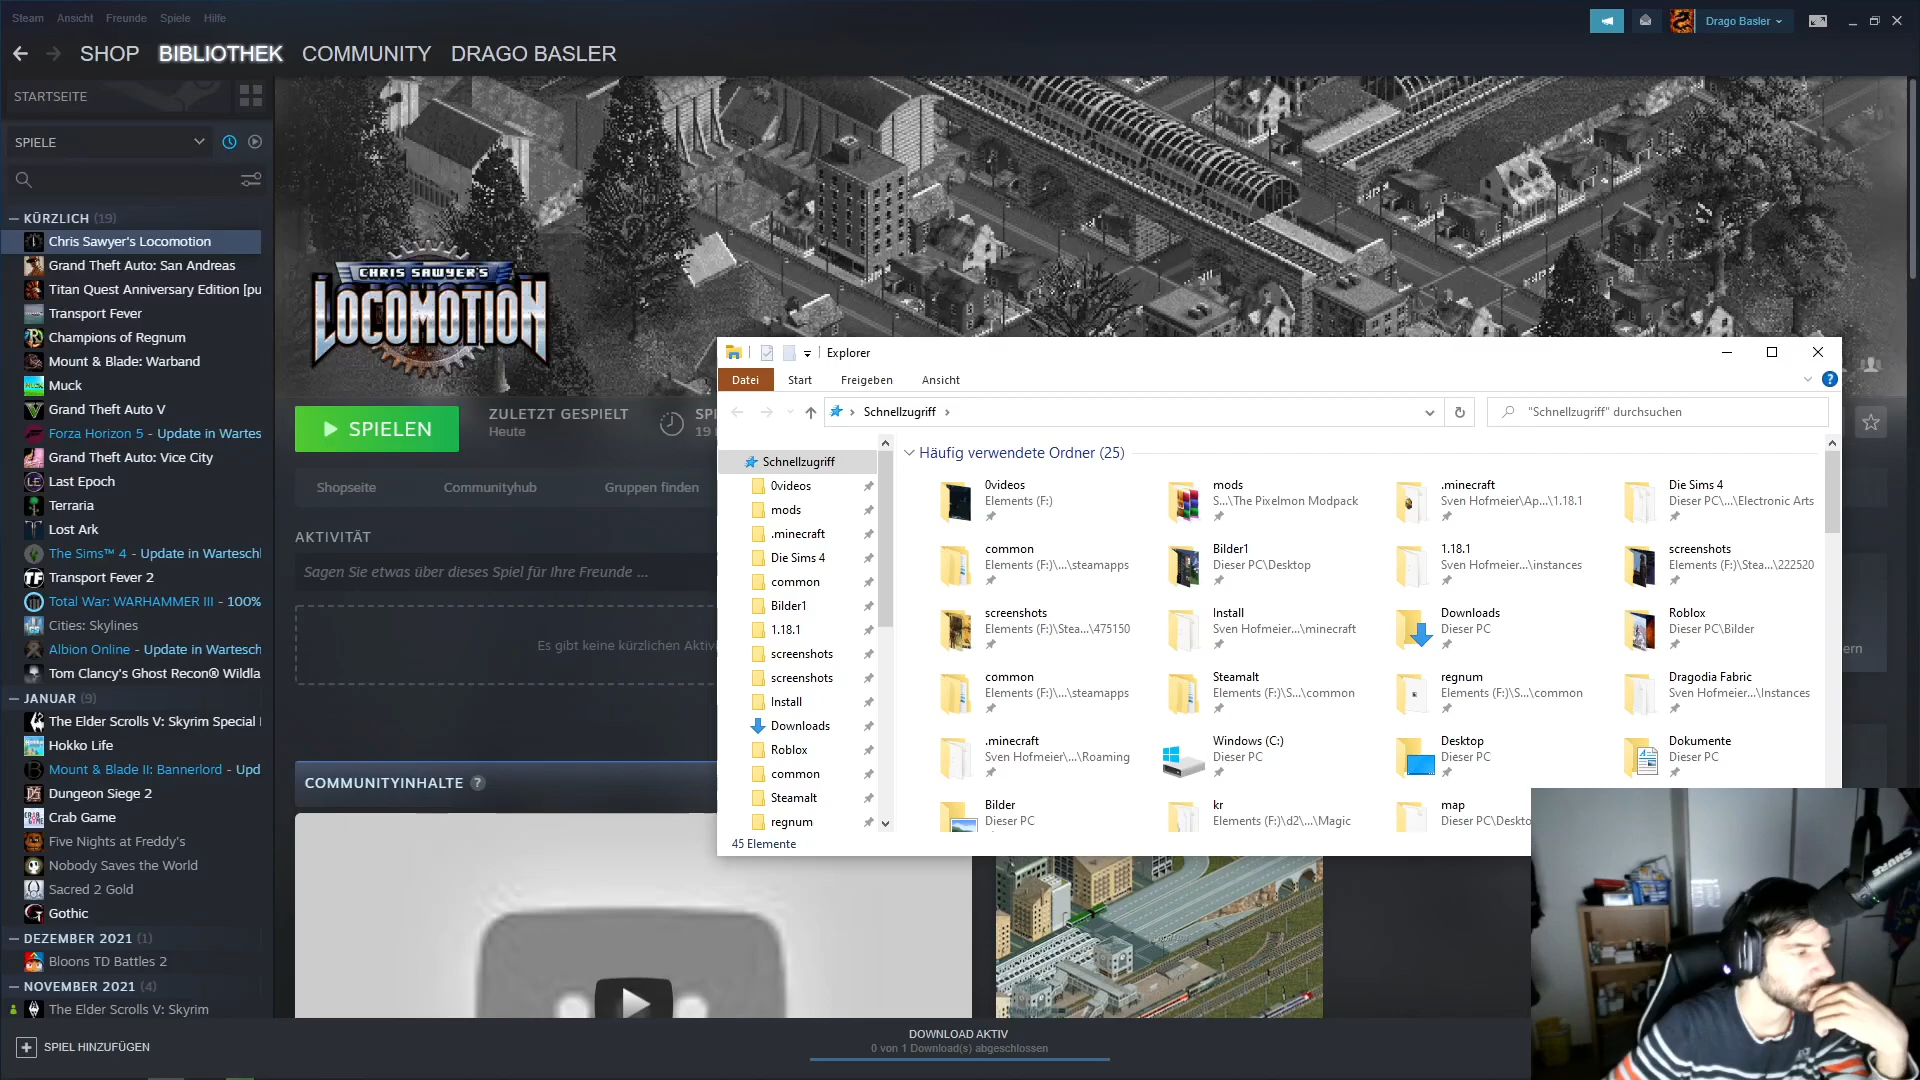 Steam Ansicht Freunde Spiele Hilfe
Drago Basler
SHOP BIBLIOTHEK COMMUNITY DRAGO BASLER
STARTSEITE
SPIELE
KÜRZLICH (19)
Chris Sawyer's Locomotion
Grand Theft Auto: San Andreas
Titan Quest Anniversary Edition [pu
Transport Fever
Champions of Regnum
Mount & Blade: Warband
Muck
Grand Theft Auto V
Forza Horizon 5 - Update in Wartes
Grand Theft Auto: Vice City
Last Epoch
Terraria
Lost Ark
The Sims™ 4 - Update in Wartesch
Transport Fever 2
Total War: WARHAMMER III - 100%
Cities: Skylines
Albion Online - Update in Wartesch
Tom Clancy's Ghost Recon® Wildla
JANUAR (9)
The Elder Scrolls V: Skyrim Special
Hokko Life
Mount & Blade II: Bannerlord - Upd
Dungeon Siege 2
Crab Game
Five Nights at Freddy's
Nobody Saves the World
Sacred 2 Gold
Gothic
DEZEMBER 2021 (1)
Bloons TD Battles 2
NOVEMBER 2021 (4)
The Elder Scrolls V: Skyrim
SPIEL HINZUFÜGEN
CHRIS SAWYER'S
LOCOMOTION
SPIELEN
ZULETZT GESPIELT
Heute
SPI
19
Shopseite Communityhub Gruppen finden
AKTIVITÄT
Sagen Sie etwas über dieses Spiel für Ihre Freunde ...
Es gibt keine kürzlichen Aktiv
ern
COMMUNITYINHALTE ?
DOWNLOAD AKTIV
0 von 1 Download(s) abgeschlossen
Explorer
Datei Start Freigeben Ansicht
?
Schnellzugriff
"Schnellzugriff" durchsuchen
Schnellzugriff
0videos
mods
.minecraft
Die Sims 4
common
Bilder1
1.18.1
screenshots
screenshots
Install
Downloads
Roblox
common
Steamalt
regnum
45 Elemente
Häufig verwendete Ordner (25)
0videos
Elements (F:)
mods
S...\The Pixelmon Modpack
.minecraft
Sven Hofmeier\Ap...\1.18.1
Die Sims 4
Dieser PC\...\Electronic Arts
common
Elements (F:)\...\steamapps
Bilder1
Dieser PC\Desktop
1.18.1
Sven Hofmeier...\instances
screenshots
Elements (F:)\Stea...\222520
screenshots
Elements (F:)\Stea...\475150
Install
Sven Hofmeier...\minecraft
Downloads
Dieser PC
Roblox
Dieser PC\Bilder
common
Elements (F:)\...\steamapps
Steamalt
Elements (F:)\S...\common
regnum
Elements (F:)\S...\common
Dragodia Fabric
Sven Hofmeier...\Instances
.minecraft
Sven Hofmeier\...\Roaming
Windows (C:)
Dieser PC
Desktop
Dieser PC
Dokumente
Dieser PC
Bilder
Dieser PC
kr
Elements (F:)\d2\...\Magic
map
Dieser PC\Deskto
SHURE